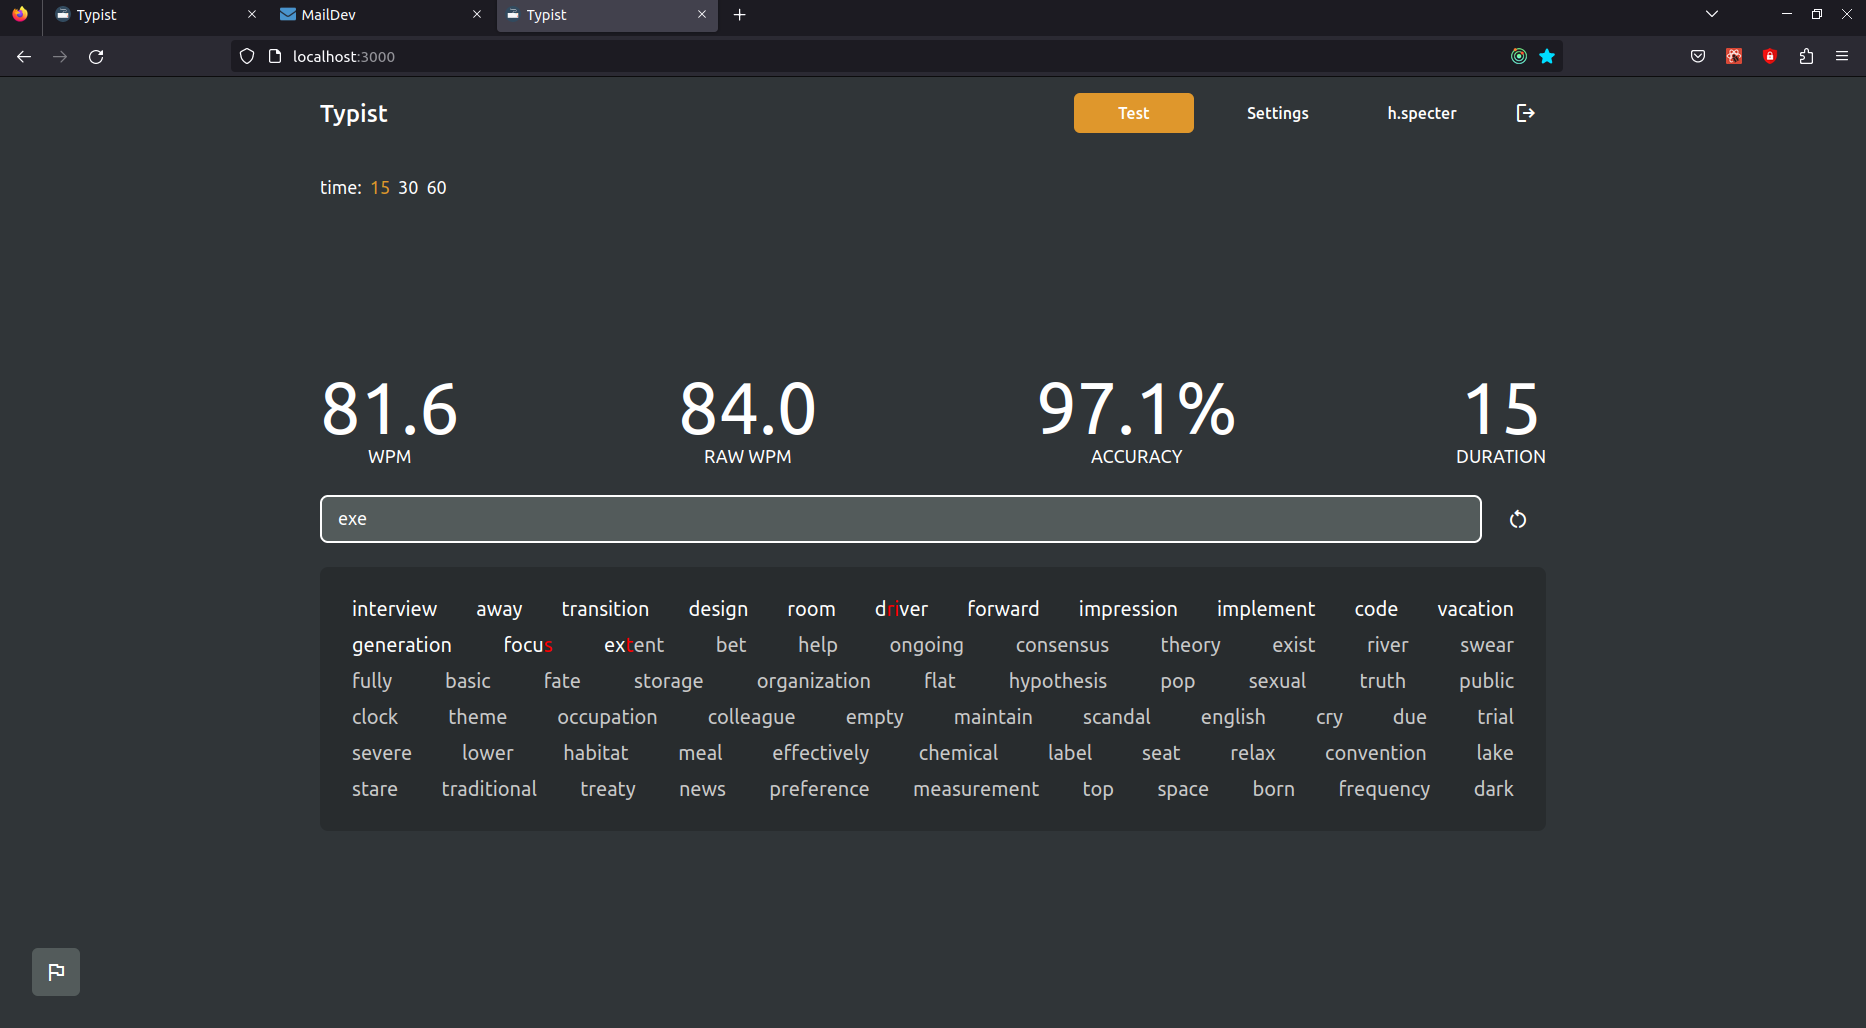 Typist
MailDev
Typist
localhost:3000
Typist
Test
Settings
h.specter
time: 15 30 60
81.6
WPM
84.0
RAW WPM
97.1%
ACCURACY
15
DURATION
exe
interview away transition design room driver forward impression implement code vacation
generation focus extent bet help ongoing consensus theory exist river swear
fully basic fate storage organization flat hypothesis pop sexual truth public
clock theme occupation colleague empty maintain scandal english cry due trial
severe lower habitat meal effectively chemical label seat relax convention lake
stare traditional treaty news preference measurement top space born frequency dark